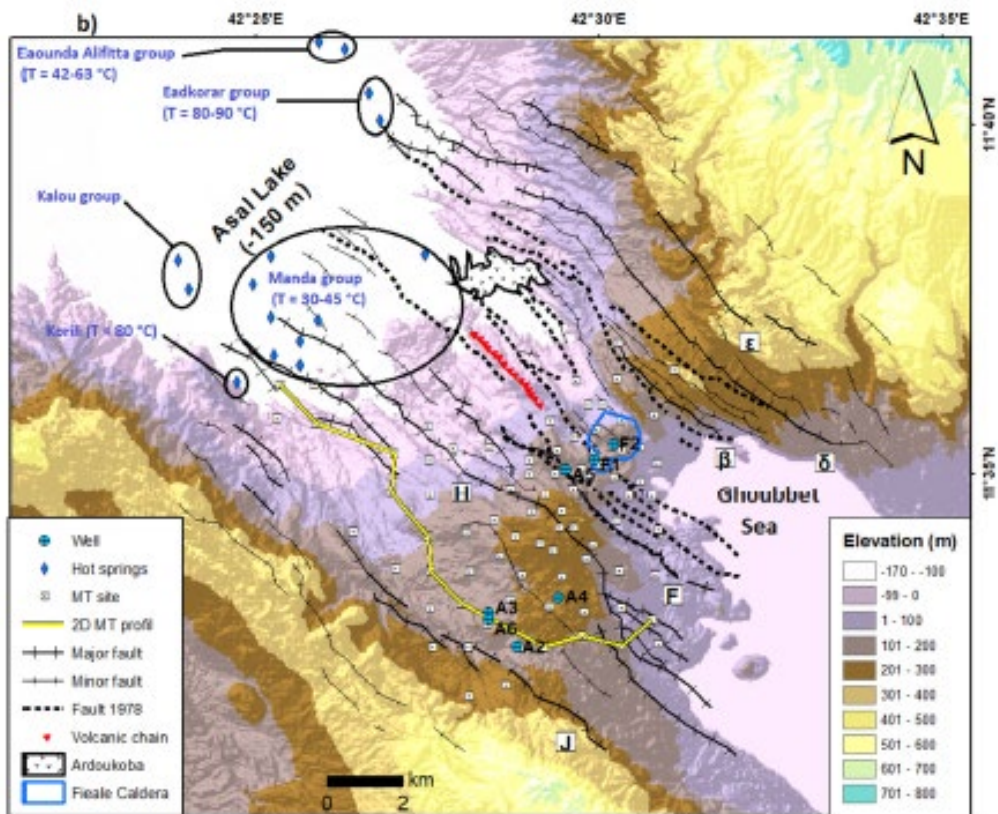 b)
42°25'E
42°30'E
42°35'E
Eaounda Alifitta group
(T = 42-63 °C)
Eadkorar group
(T = 80-90 °C)
11°40'N
N
Kalou group
Asal Lake
(-150 m)
Manda group
(T = 30-45 °C)
Korili (T = 80 °C)
ε
F2
F1
A5
β
δ
11°35'N
H
Ghoubbet
Sea
F
A3
A4
A6
A2
J
Well
Hot springs
MT site
2D MT profil
Major fault
Minor fault
Fault 1978
Volcanic chain
Ardoukoba
Fieale Caldera
km
0
2
Elevation (m)
-170 - -100
-99 - 0
1 - 100
101 - 200
201 - 300
301 - 400
401 - 500
501 - 600
601 - 700
701 - 800